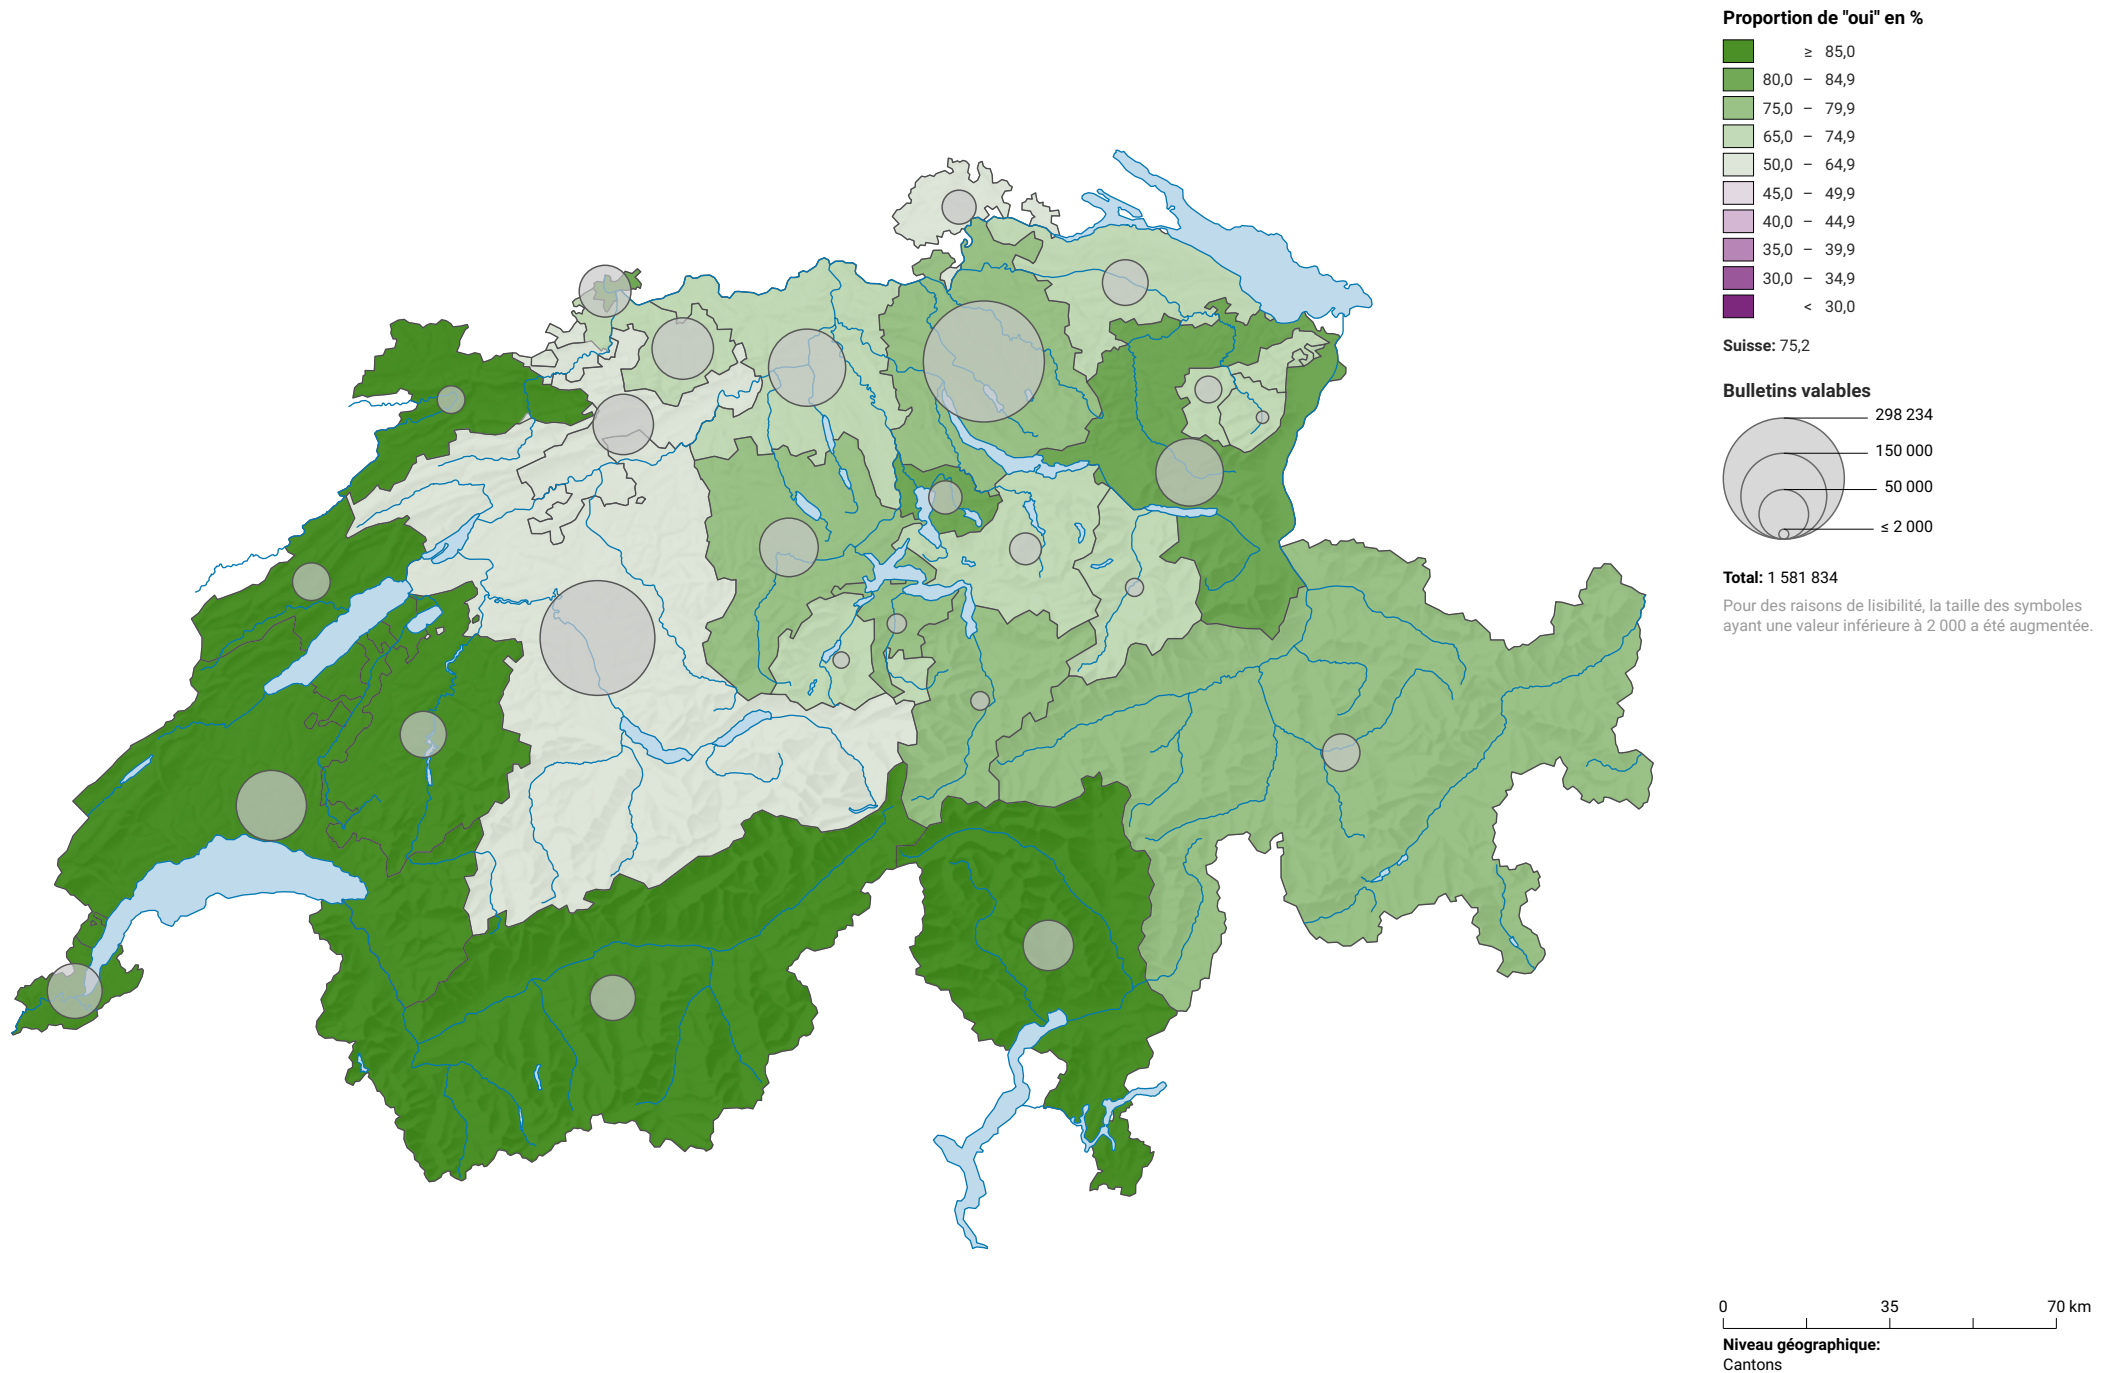 Proportion de "oui" en %
≥ 85,0
80,0 – 84,9
75,0 – 79,9
65,0 – 74,9
50,0 – 64,9
45,0 – 49,9
40,0 – 44,9
35,0 – 39,9
30,0 – 34,9
< 30,0
Suisse: 75,2
Bulletins valables
298 234
150 000
50 000
≤ 2 000
Total: 1 581 834
Pour des raisons de lisibilité, la taille des symboles
ayant une valeur inférieure à 2 000 a été augmentée.
0 35 70 km
Niveau géographique:
Cantons